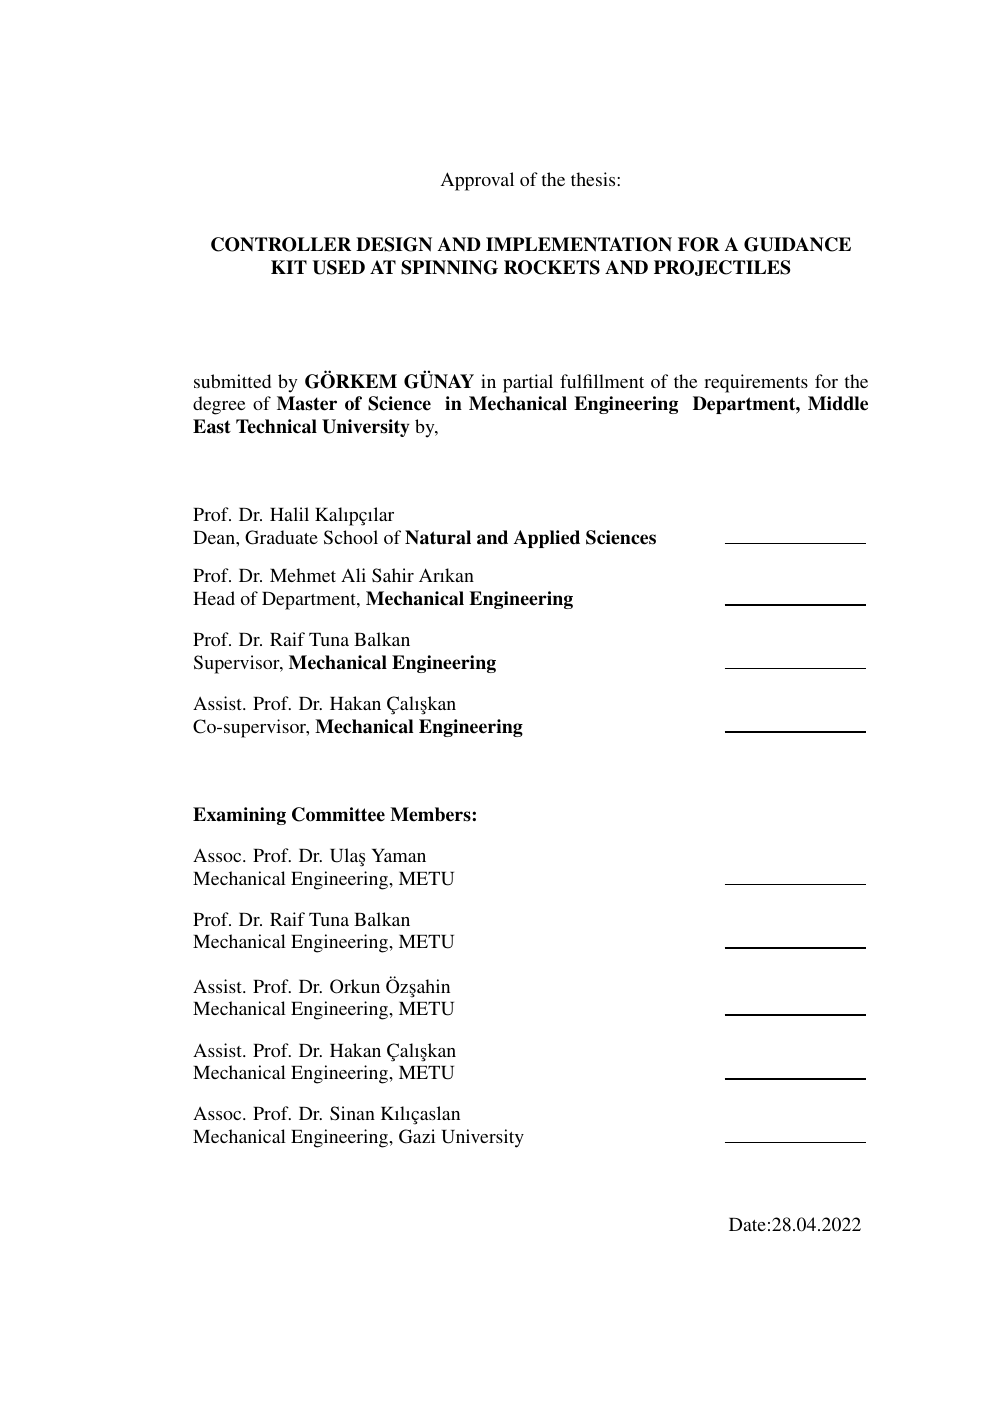 Approval of the thesis:
CONTROLLER DESIGN AND IMPLEMENTATION FOR A GUIDANCE
KIT USED AT SPINNING ROCKETS AND PROJECTILES
submitted by GÖRKEM GÜNAY in partial fulfillment of the requirements for the
degree of Master of Science in Mechanical Engineering Department, Middle
East Technical University by,
Prof. Dr. Halil Kalıpçılar
Dean, Graduate School of Natural and Applied Sciences
Prof. Dr. Mehmet Ali Sahir Arıkan
Head of Department, Mechanical Engineering
Prof. Dr. Raif Tuna Balkan
Supervisor, Mechanical Engineering
Assist. Prof. Dr. Hakan Çalışkan
Co-supervisor, Mechanical Engineering
Examining Committee Members:
Assoc. Prof. Dr. Ulaş Yaman
Mechanical Engineering, METU
Prof. Dr. Raif Tuna Balkan
Mechanical Engineering, METU
Assist. Prof. Dr. Orkun Özşahin
Mechanical Engineering, METU
Assist. Prof. Dr. Hakan Çalışkan
Mechanical Engineering, METU
Assoc. Prof. Dr. Sinan Kılıçaslan
Mechanical Engineering, Gazi University
Date:28.04.2022